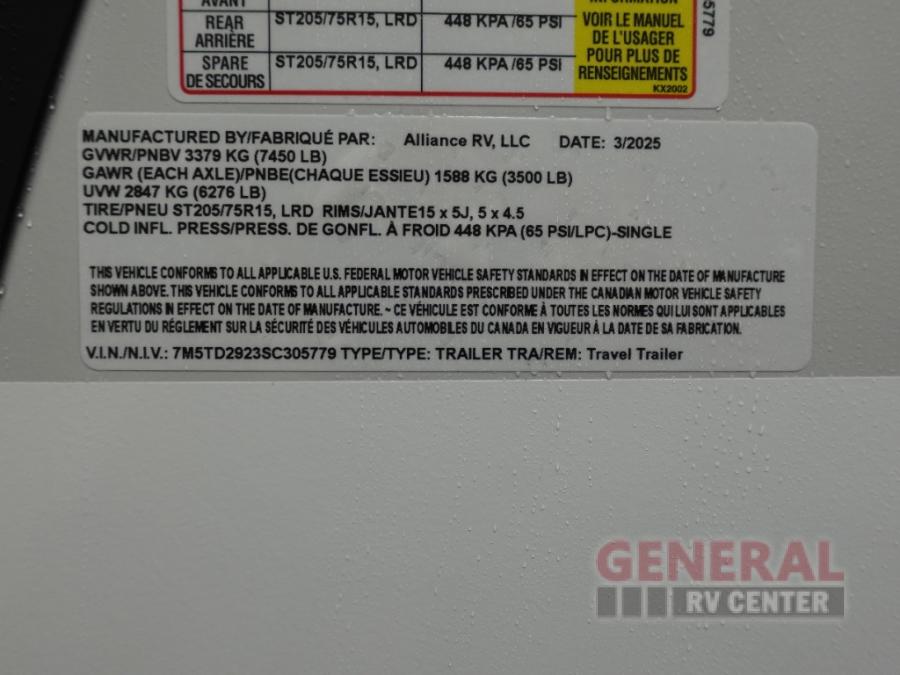 AVANT
INFORMATION
REAR
ARRIÈRE
ST205/75R15, LRD
448 KPA /65 PSI
SPARE
DE SECOURS
ST205/75R15, LRD
448 KPA /65 PSI
VOIR LE MANUEL
DE L'USAGER
POUR PLUS DE
RENSEIGNEMENTS
KX2002
5779
MANUFACTURED BY/FABRIQUÉ PAR: Alliance RV, LLC DATE: 3/2025
GVWR/PNBV 3379 KG (7450 LB)
GAWR (EACH AXLE)/PNBE(CHAQUE ESSIEU) 1588 KG (3500 LB)
UVW 2847 KG (6276 LB)
TIRE/PNEU ST205/75R15, LRD RIMS/JANTE15 x 5J, 5 x 4.5
COLD INFL. PRESS/PRESS. DE GONFL. À FROID 448 KPA (65 PSI/LPC)-SINGLE
THIS VEHICLE CONFORMS TO ALL APPLICABLE U.S. FEDERAL MOTOR VEHICLE SAFETY STANDARDS IN EFFECT ON THE DATE OF MANUFACTURE
SHOWN ABOVE. THIS VEHICLE CONFORMS TO ALL APPLICABLE STANDARDS PRESCRIBED UNDER THE CANADIAN MOTOR VEHICLE SAFETY
REGULATIONS IN EFFECT ON THE DATE OF MANUFACTURE. ~ CE VÉHICULE EST CONFORME À TOUTES LES NORMES QUI LUI SONT APPLICABLES
EN VERTU DU RÉGLEMENT SUR LA SÉCURITÉ DES VÉHICULES AUTOMOBILES DU CANADA EN VIGUEUR À LA DATE DE SA FABRICATION.
V.I.N./N.I.V.: 7M5TD2923SC305779 TYPE/TYPE: TRAILER TRA/REM: Travel Trailer
GENERAL
RV CENTER